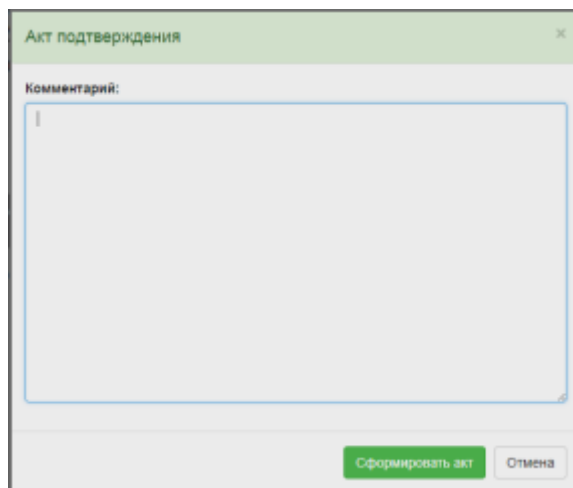 Акт подтверждения
×
Комментарий:
Сформировать акт
Отмена